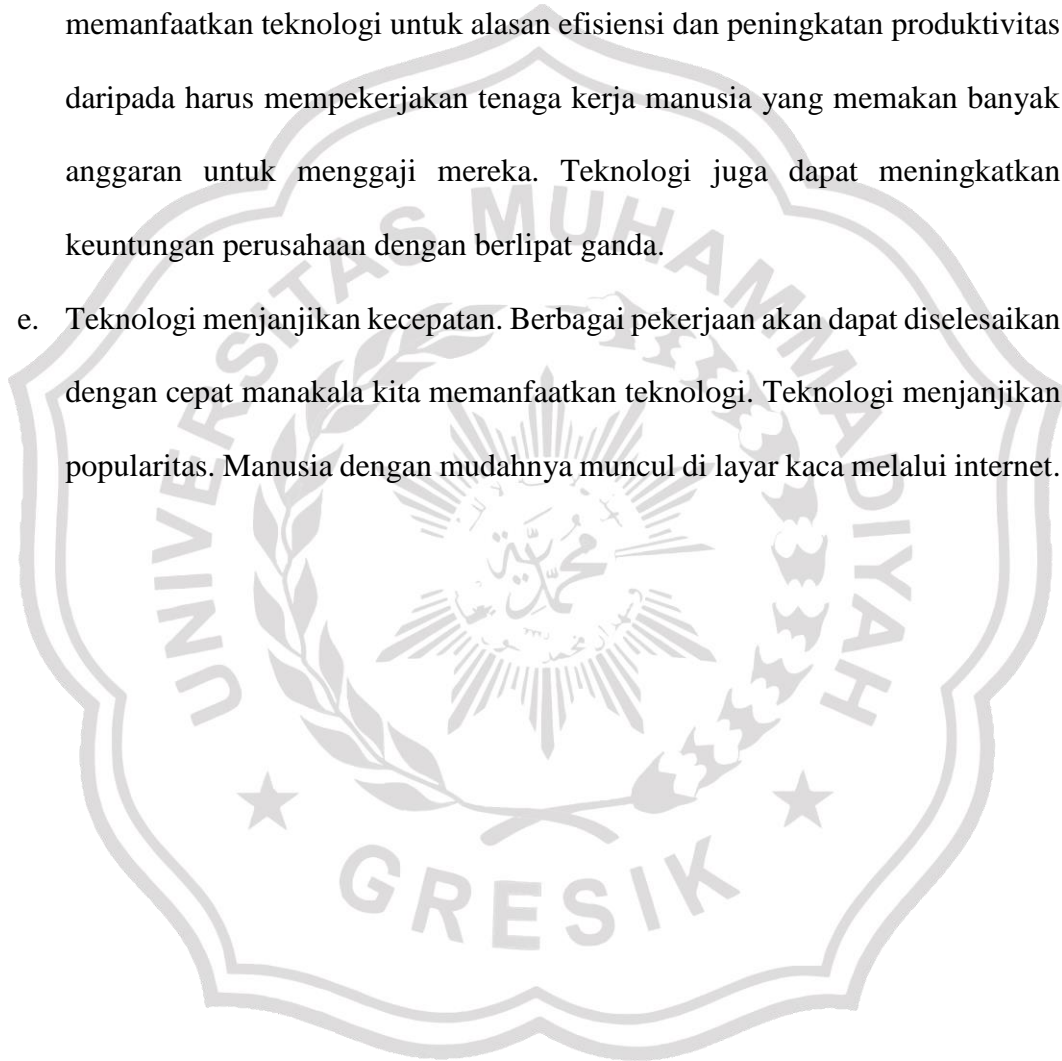 memanfaatkan teknologi untuk alasan efisiensi dan peningkatan produktivitas
daripada harus mempekerjakan tenaga kerja manusia yang memakan banyak
anggaran untuk menggaji mereka. Teknologi juga dapat meningkatkan
keuntungan perusahaan dengan berlipat ganda.
e. Teknologi menjanjikan kecepatan. Berbagai pekerjaan akan dapat diselesaikan
dengan cepat manakala kita memanfaatkan teknologi. Teknologi menjanjikan
popularitas. Manusia dengan mudahnya muncul di layar kaca melalui internet.
UNIVERSITAS MUHAMMADIYAH
محمد
GRESIK